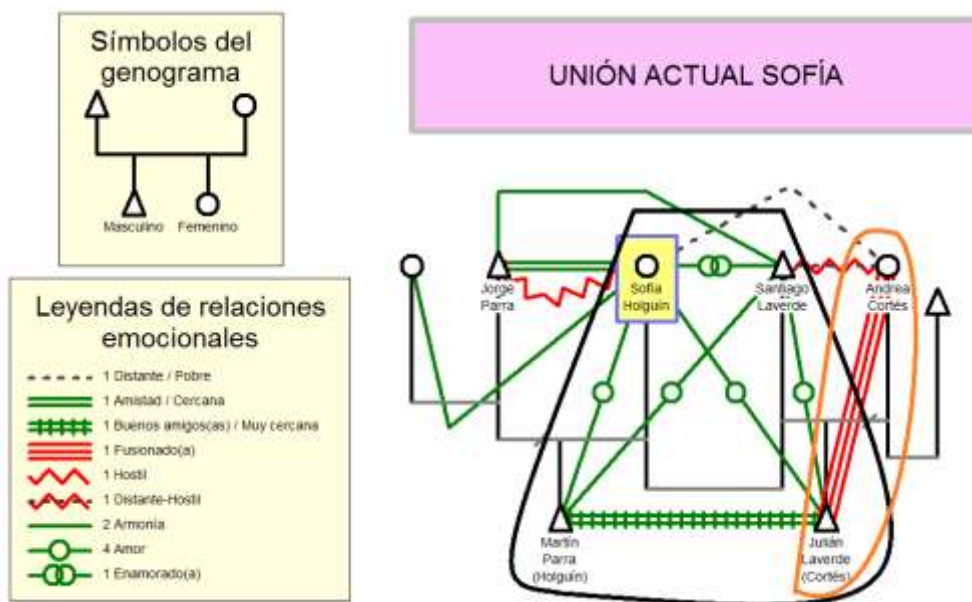 Símbolos del
genograma
Masculino
Femenino
Leyendas de relaciones
emocionales
1 Distante / Pobre
1 Amistad / Cercana
1 Buenos amigos(as) / Muy cercana
1 Fusionado(a)
1 Hostil
1 Distante-Hostil
2 Armonía
4 Amor
1 Enamorado(a)
UNIÓN ACTUAL SOFÍA
Jorge
Parra
Sofía
Holguín
Santiago
Laverde
Andrea
Cortés
Martín
Parra
(Holguín)
Julián
Laverde
(Cortés)